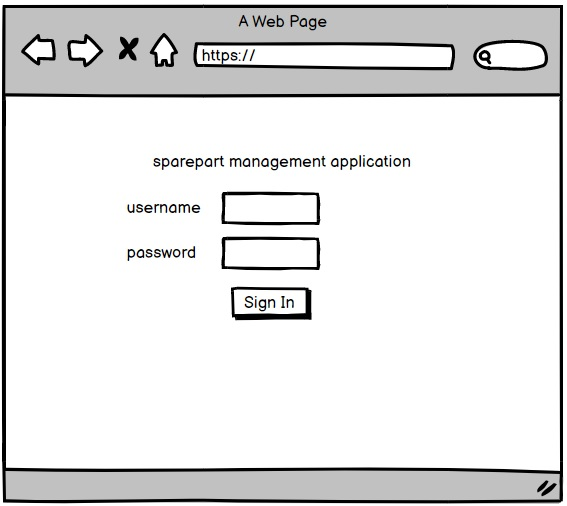 A Web Page
https://
sparepart management application
username
password
Sign In